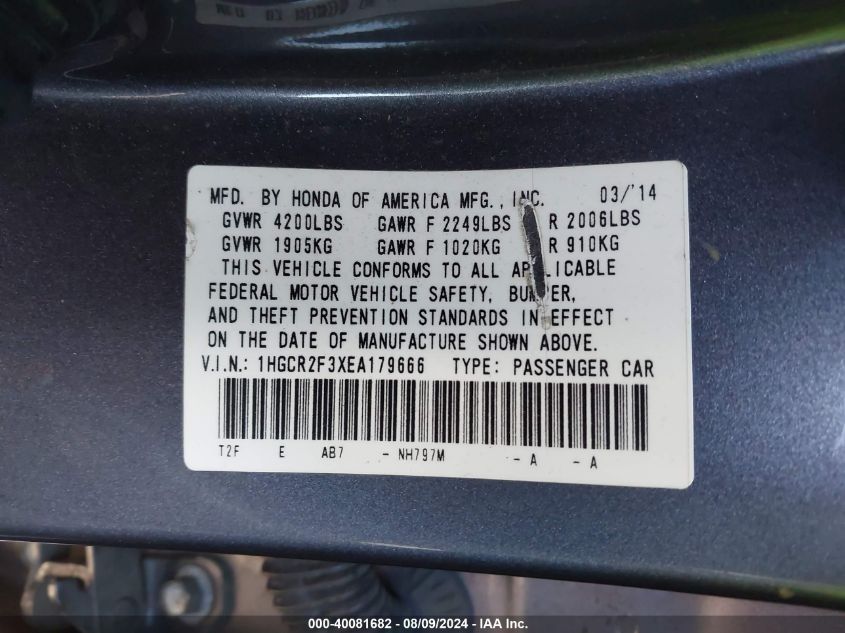 MFD. BY HONDA OF AMERICA MFG., INC. 03/'14
GVWR 4200LBS GAWR F 2249LBS R 2006LBS
GVWR 1905KG GAWR F 1020KG R 910KG
THIS VEHICLE CONFORMS TO ALL APPLICABLE
FEDERAL MOTOR VEHICLE SAFETY, BUMPER,
AND THEFT PREVENTION STANDARDS IN EFFECT
ON THE DATE OF MANUFACTURE SHOWN ABOVE.
V.I.N.: 1HGCR2F3XEA179666 TYPE: PASSENGER CAR
T2F E AB7 - NH797M - A - A
000-40081682 - 08/09/2024 - IAA Inc.